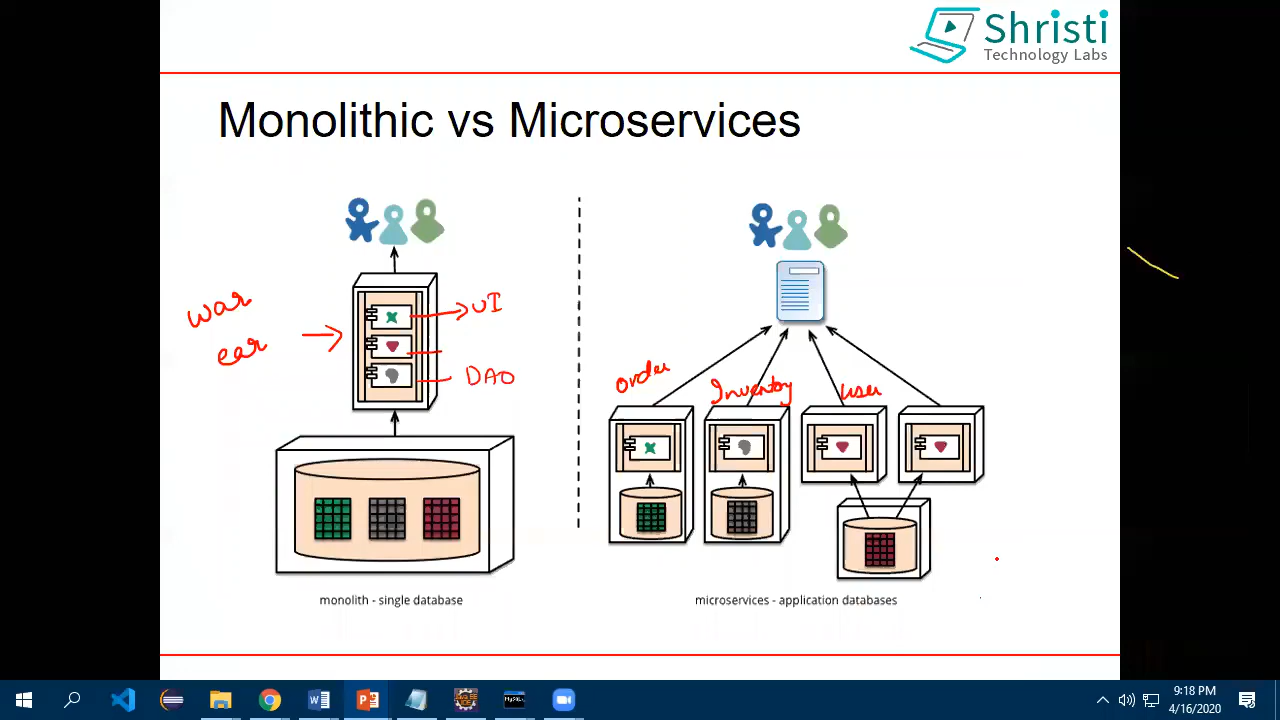 Shristi
Technology Labs
Monolithic vs Microservices
war
ear
UI
DAO
order
Inventory
user
monolith - single database
microservices - application databases
9:18 PM
4/16/2020